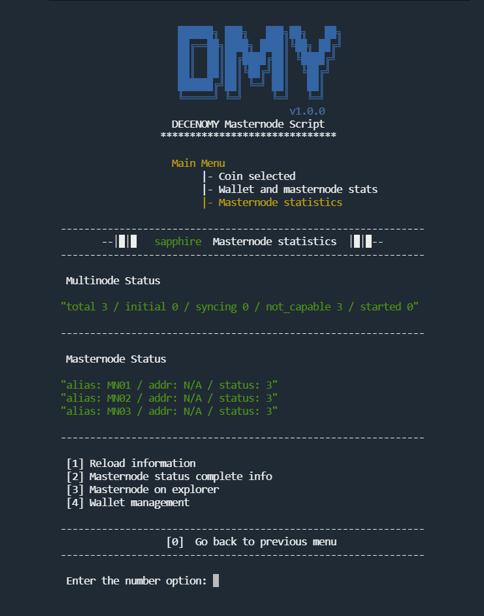 DMY
v1.0.0
DECENOMY Masternode Script
******************************
Main Menu
|- Coin selected
|- Wallet and masternode stats
|- Masternode statistics
--------------------------------------------------------------
--|█|█ sapphire Masternode statistics |█|█--
--------------------------------------------------------------
Multinode Status
"total 3 / initial 0 / syncing 0 / not_capable 3 / started 0"
--------------------------------------------------------------
Masternode Status
"alias: MN01 / addr: N/A / status: 3"
"alias: MN02 / addr: N/A / status: 3"
"alias: MN03 / addr: N/A / status: 3"
--------------------------------------------------------------
[1] Reload information
[2] Masternode status complete info
[3] Masternode on explorer
[4] Wallet management
--------------------------------------------------------------
[0] Go back to previous menu
--------------------------------------------------------------
Enter the number option: